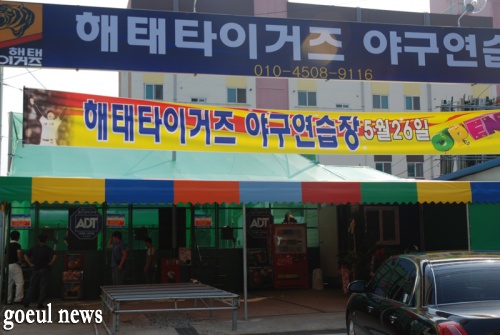 해태
타이거즈
해태타이거즈 야구연습
010-4508-9116
해태타이거즈 야구연습장 5월26일
ADT
ADT
goeul news